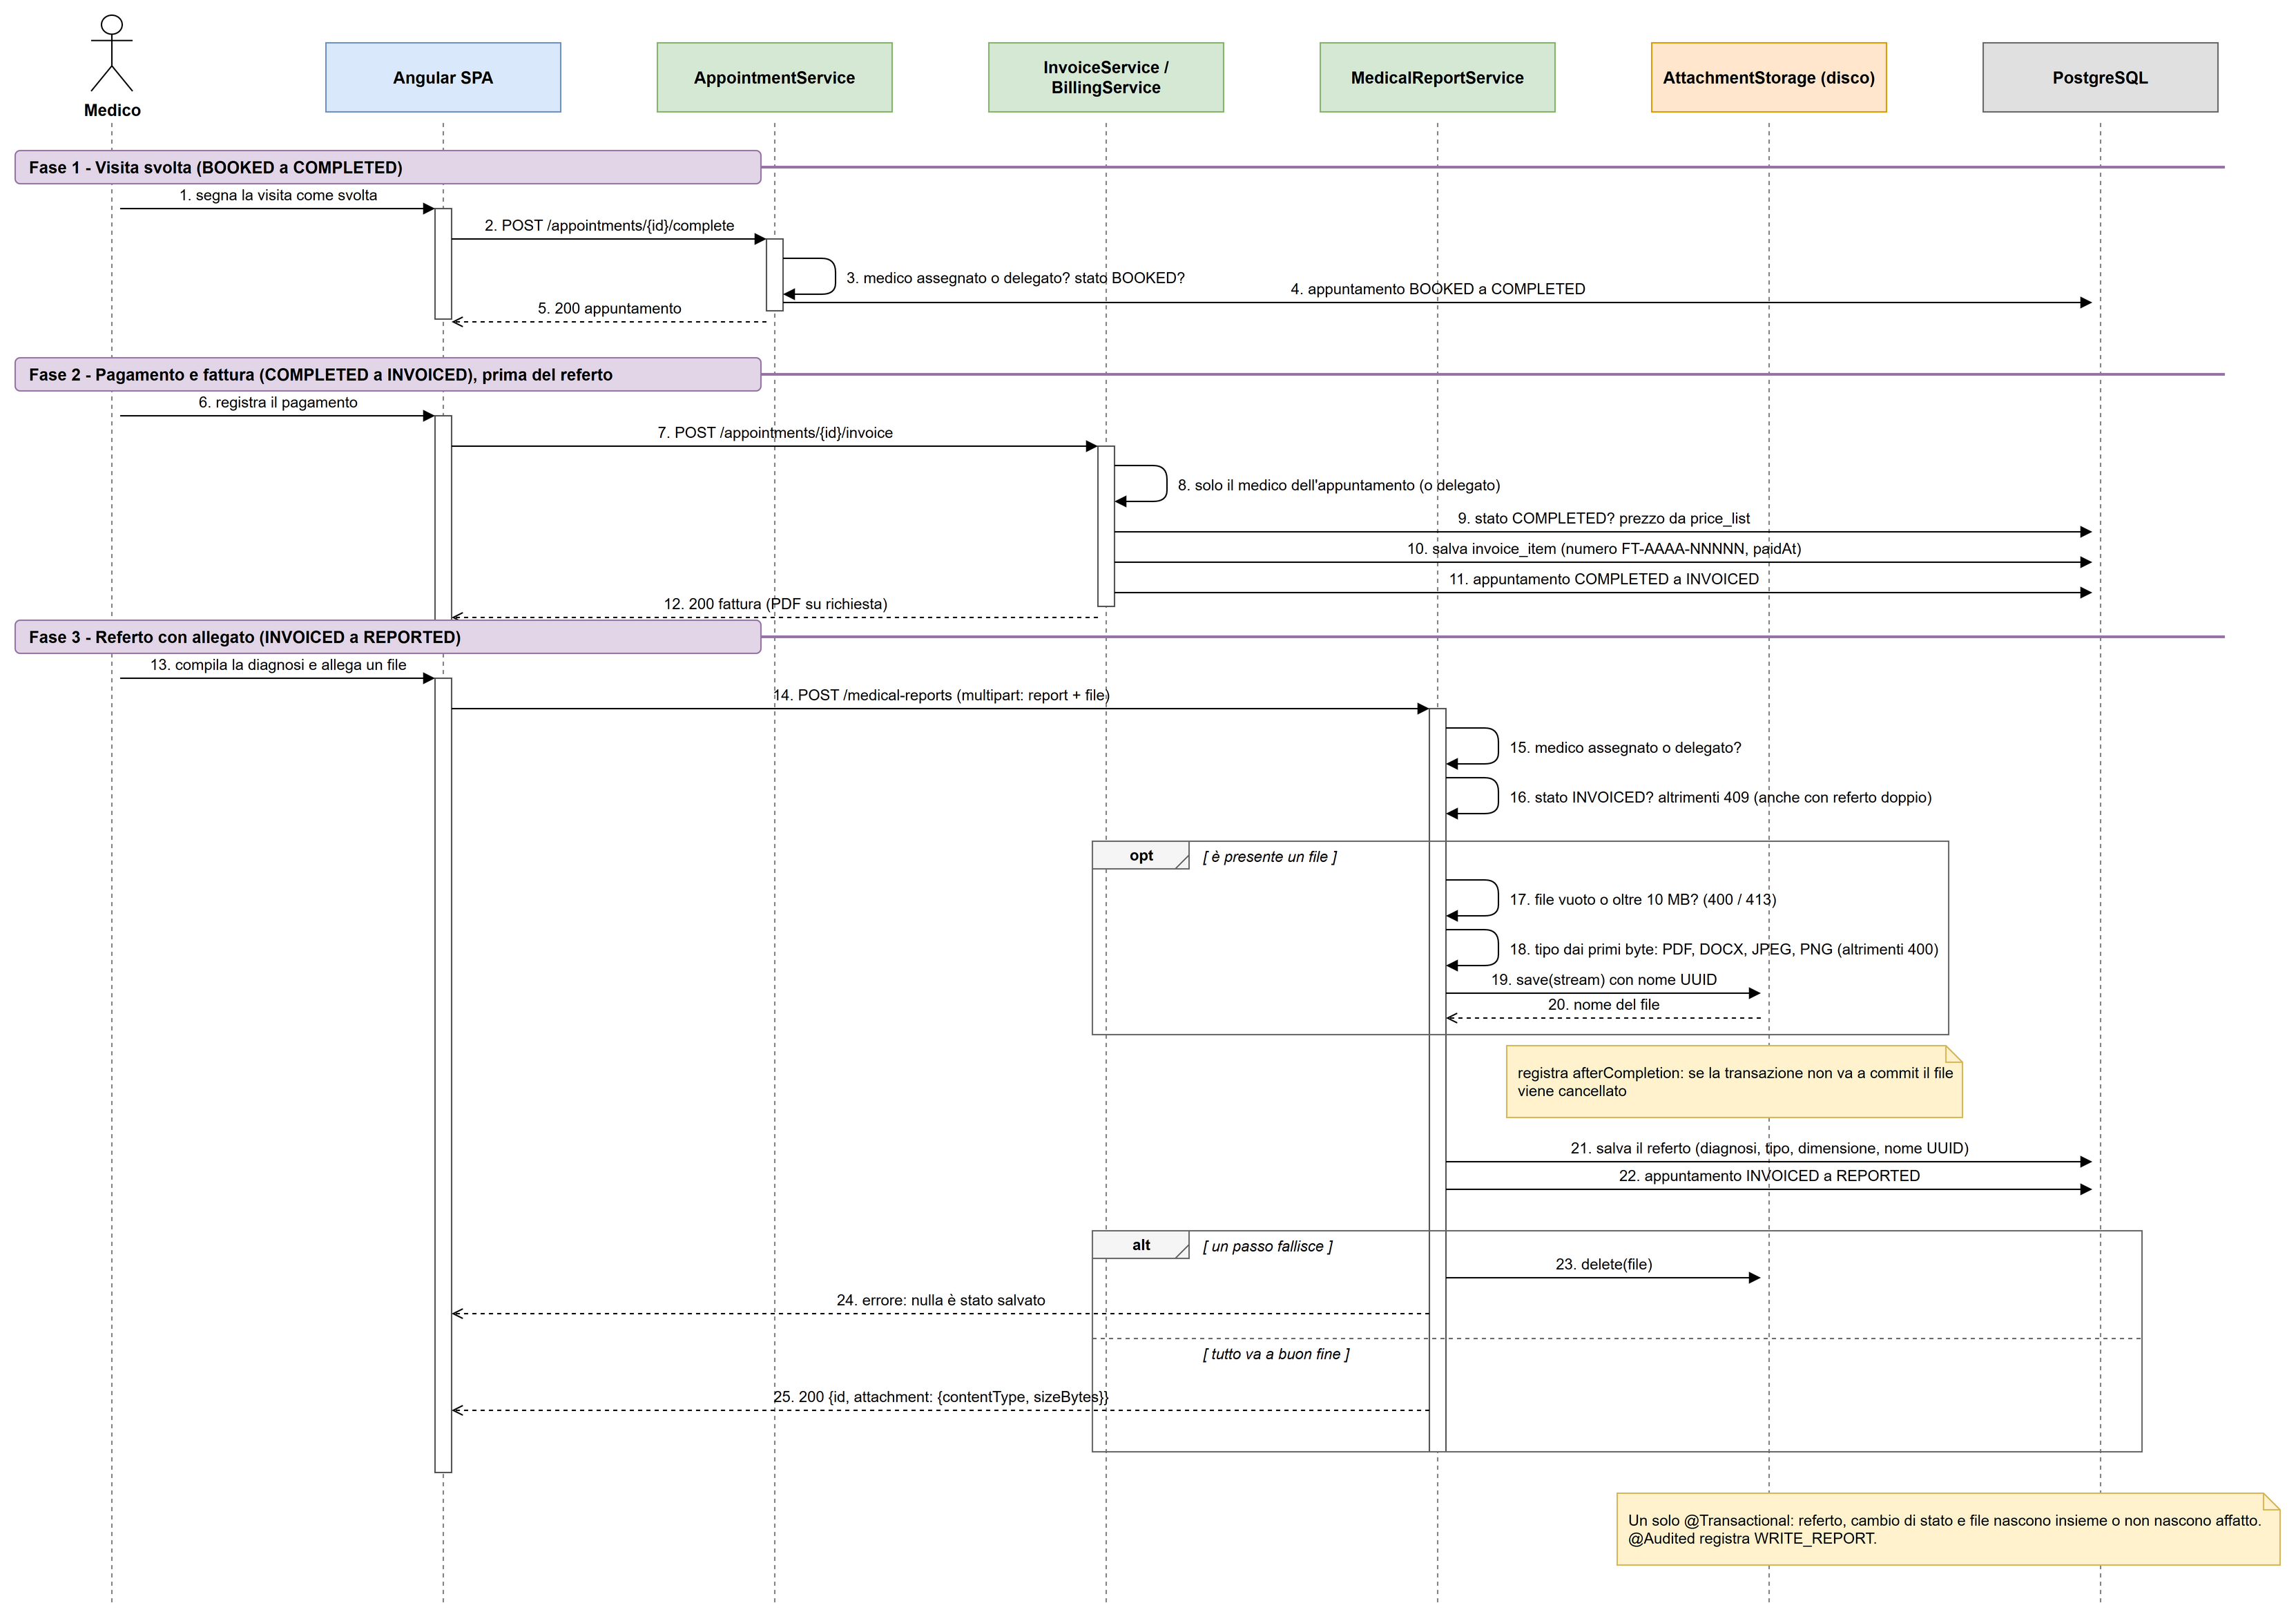 Medico
Angular SPA
AppointmentService
InvoiceService /
BillingService
MedicalReportService
AttachmentStorage (disco)
PostgreSQL
Fase 1 - Visita svolta (BOOKED a COMPLETED)
1. segna la visita come svolta
2. POST /appointments/{id}/complete
3. medico assegnato o delegato? stato BOOKED?
4. appuntamento BOOKED a COMPLETED
5. 200 appuntamento
Fase 2 - Pagamento e fattura (COMPLETED a INVOICED), prima del referto
6. registra il pagamento
7. POST /appointments/{id}/invoice
8. solo il medico dell'appuntamento (o delegato)
9. stato COMPLETED? prezzo da price_list
10. salva invoice_item (numero FT-AAAA-NNNNN, paidAt)
11. appuntamento COMPLETED a INVOICED
12. 200 fattura (PDF su richiesta)
Fase 3 - Referto con allegato (INVOICED a REPORTED)
13. compila la diagnosi e allega un file
14. POST /medical-reports (multipart: report + file)
15. medico assegnato o delegato?
16. stato INVOICED? altrimenti 409 (anche con referto doppio)
opt
[ è presente un file ]
17. file vuoto o oltre 10 MB? (400 / 413)
18. tipo dai primi byte: PDF, DOCX, JPEG, PNG (altrimenti 400)
19. save(stream) con nome UUID
20. nome del file
registra afterCompletion: se la transazione non va a commit il file
viene cancellato
21. salva il referto (diagnosi, tipo, dimensione, nome UUID)
22. appuntamento INVOICED a REPORTED
alt
[ un passo fallisce ]
23. delete(file)
24. errore: nulla è stato salvato
[ tutto va a buon fine ]
25. 200 {id, attachment: {contentType, sizeBytes}}
Un solo @Transactional: referto, cambio di stato e file nascono insieme o non nascono affatto.
@Audited registra WRITE_REPORT.